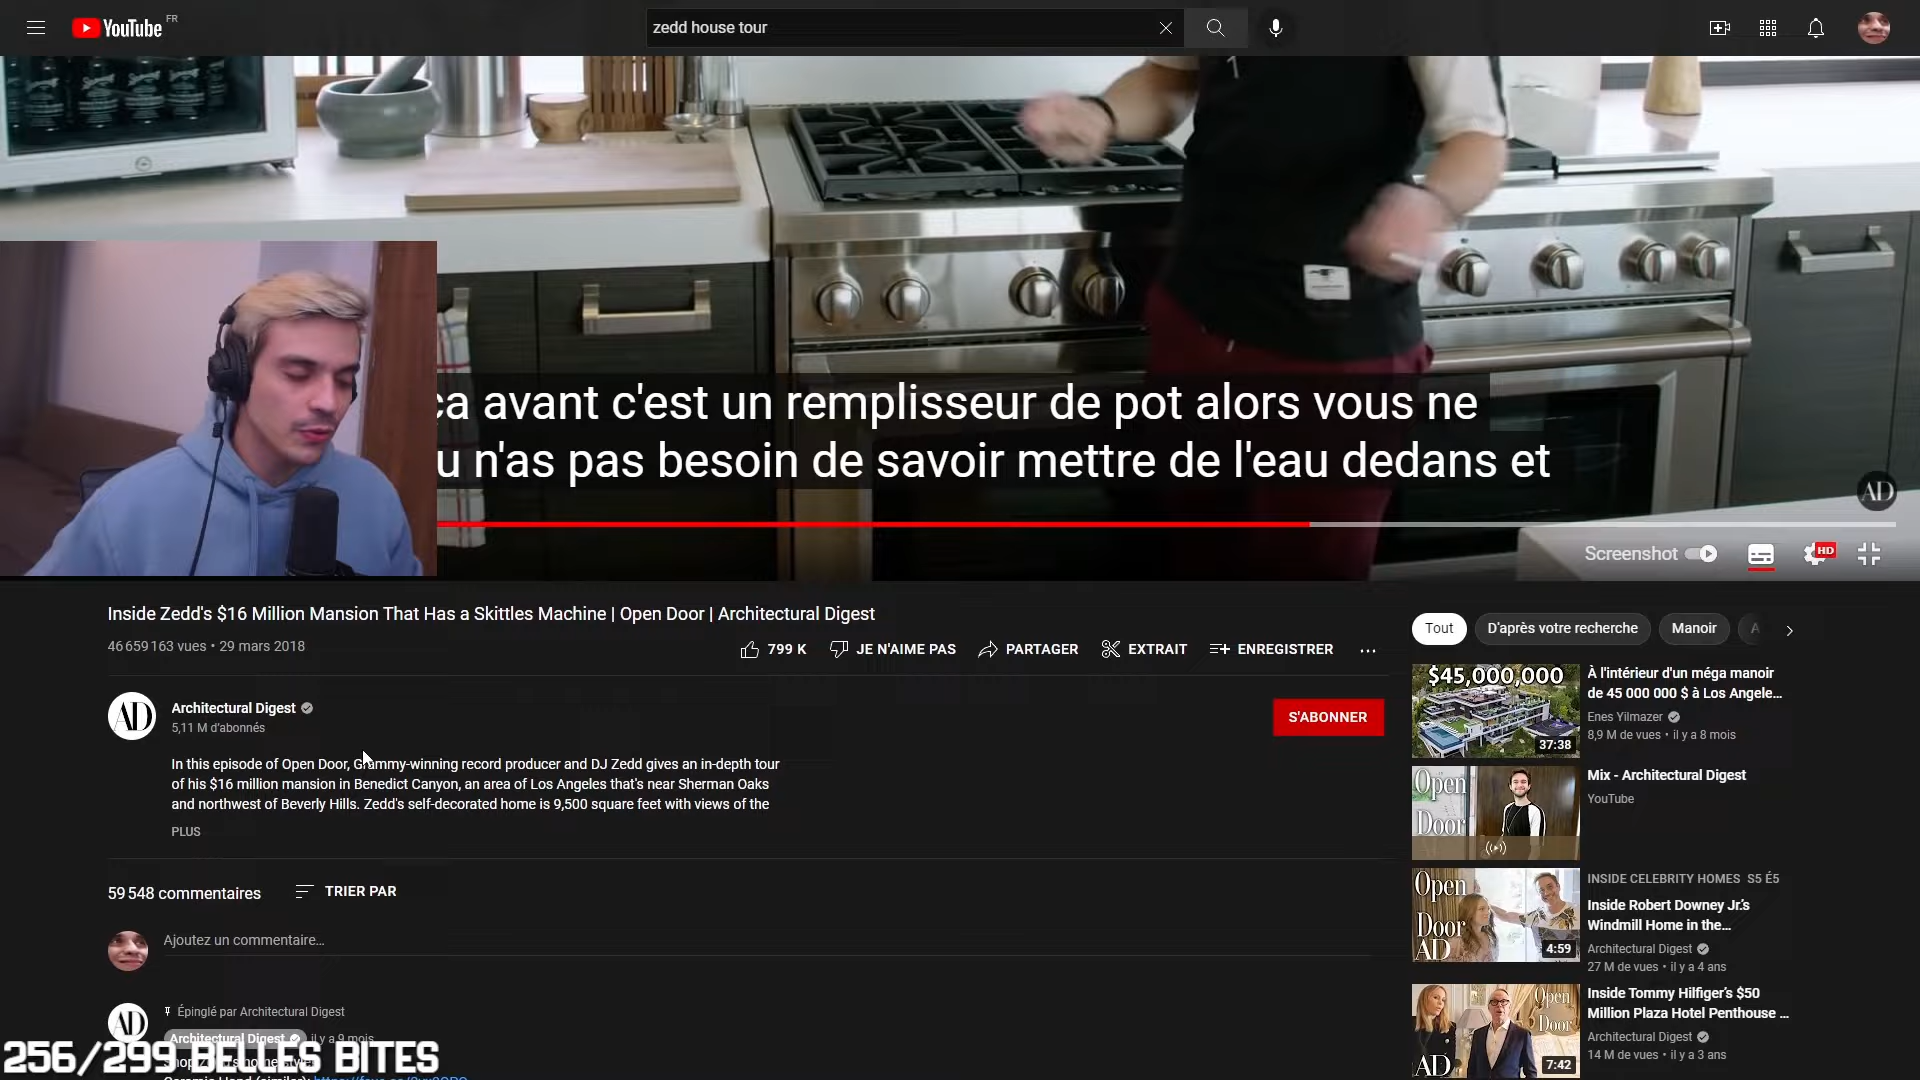 YouTube FR
zedd house tour
ça avant c'est un remplisseur de pot alors vous ne
u n'as pas besoin de savoir mettre de l'eau dedans et
AD
Screenshot
HD
Inside Zedd's $16 Million Mansion That Has a Skittles Machine | Open Door | Architectural Digest
46 659 163 vues • 29 mars 2018
799 K
JE N'AIME PAS
PARTAGER
EXTRAIT
ENREGISTRER
AD
Architectural Digest
5,11 M d'abonnés
S'ABONNER
In this episode of Open Door, Grammy-winning record producer and DJ Zedd gives an in-depth tour
of his $16 million mansion in Benedict Canyon, an area of Los Angeles that's near Sherman Oaks
and northwest of Beverly Hills. Zedd's self-decorated home is 9,500 square feet with views of the
PLUS
59 548 commentaires
TRIER PAR
Ajoutez un commentaire...
AD
Épinglé par Architectural Digest
Architectural Digest il y a 9 mois
256/299 BELLES BITES
Tout
D'après votre recherche
Manoir
A
$45,000,000
37:38
À l'intérieur d'un méga manoir
de 45 000 000 $ à Los Angele...
Enes Yilmazer
8,9 M de vues • il y a 8 mois
Open
Door
Mix - Architectural Digest
YouTube
Open
Door
AD
4:59
INSIDE CELEBRITY HOMES S5 É5
Inside Robert Downey Jr.'s
Windmill Home in the...
Architectural Digest
27 M de vues • il y a 4 ans
Open
Door
AD
7:42
Inside Tommy Hilfiger's $50
Million Plaza Hotel Penthouse ...
Architectural Digest
14 M de vues • il y a 3 ans